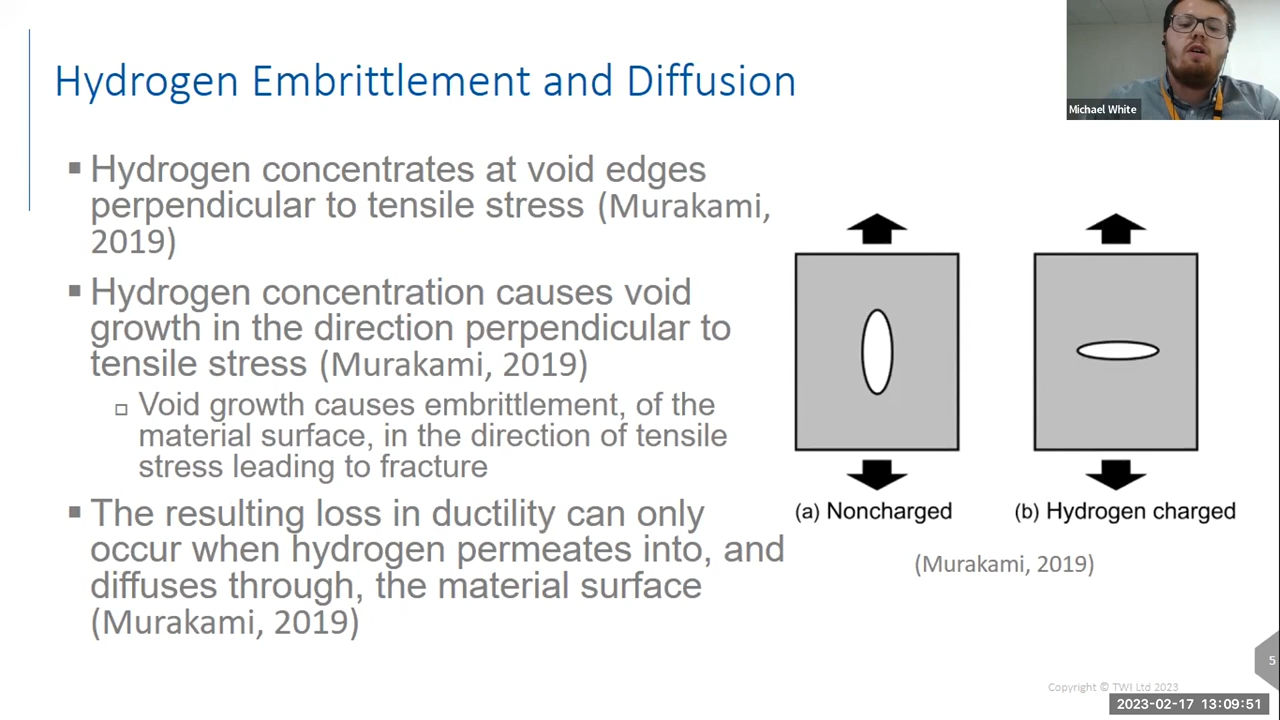 Hydrogen Embrittlement and Diffusion
Michael White
▪ Hydrogen concentrates at void edges
perpendicular to tensile stress (Murakami,
2019)
▪ Hydrogen concentration causes void
growth in the direction perpendicular to
tensile stress (Murakami, 2019)
□ Void growth causes embrittlement, of the
material surface, in the direction of tensile
stress leading to fracture
▪ The resulting loss in ductility can only
occur when hydrogen permeates into, and
diffuses through, the material surface
(Murakami, 2019)
(a) Noncharged
(b) Hydrogen charged
(Murakami, 2019)
5
Copyright © TWI Ltd 2023
2023-02-17 13:09:51